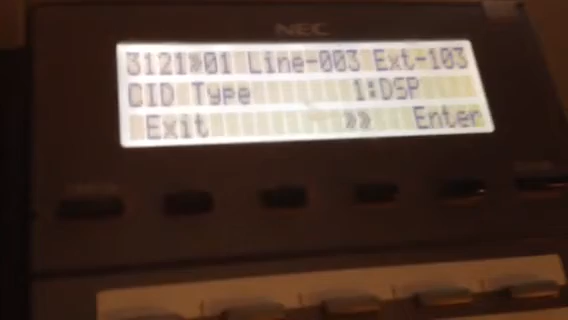 NEC
3121»01 Line-003 Ext-103
CID Type 1:DSP
Exit »» Enter